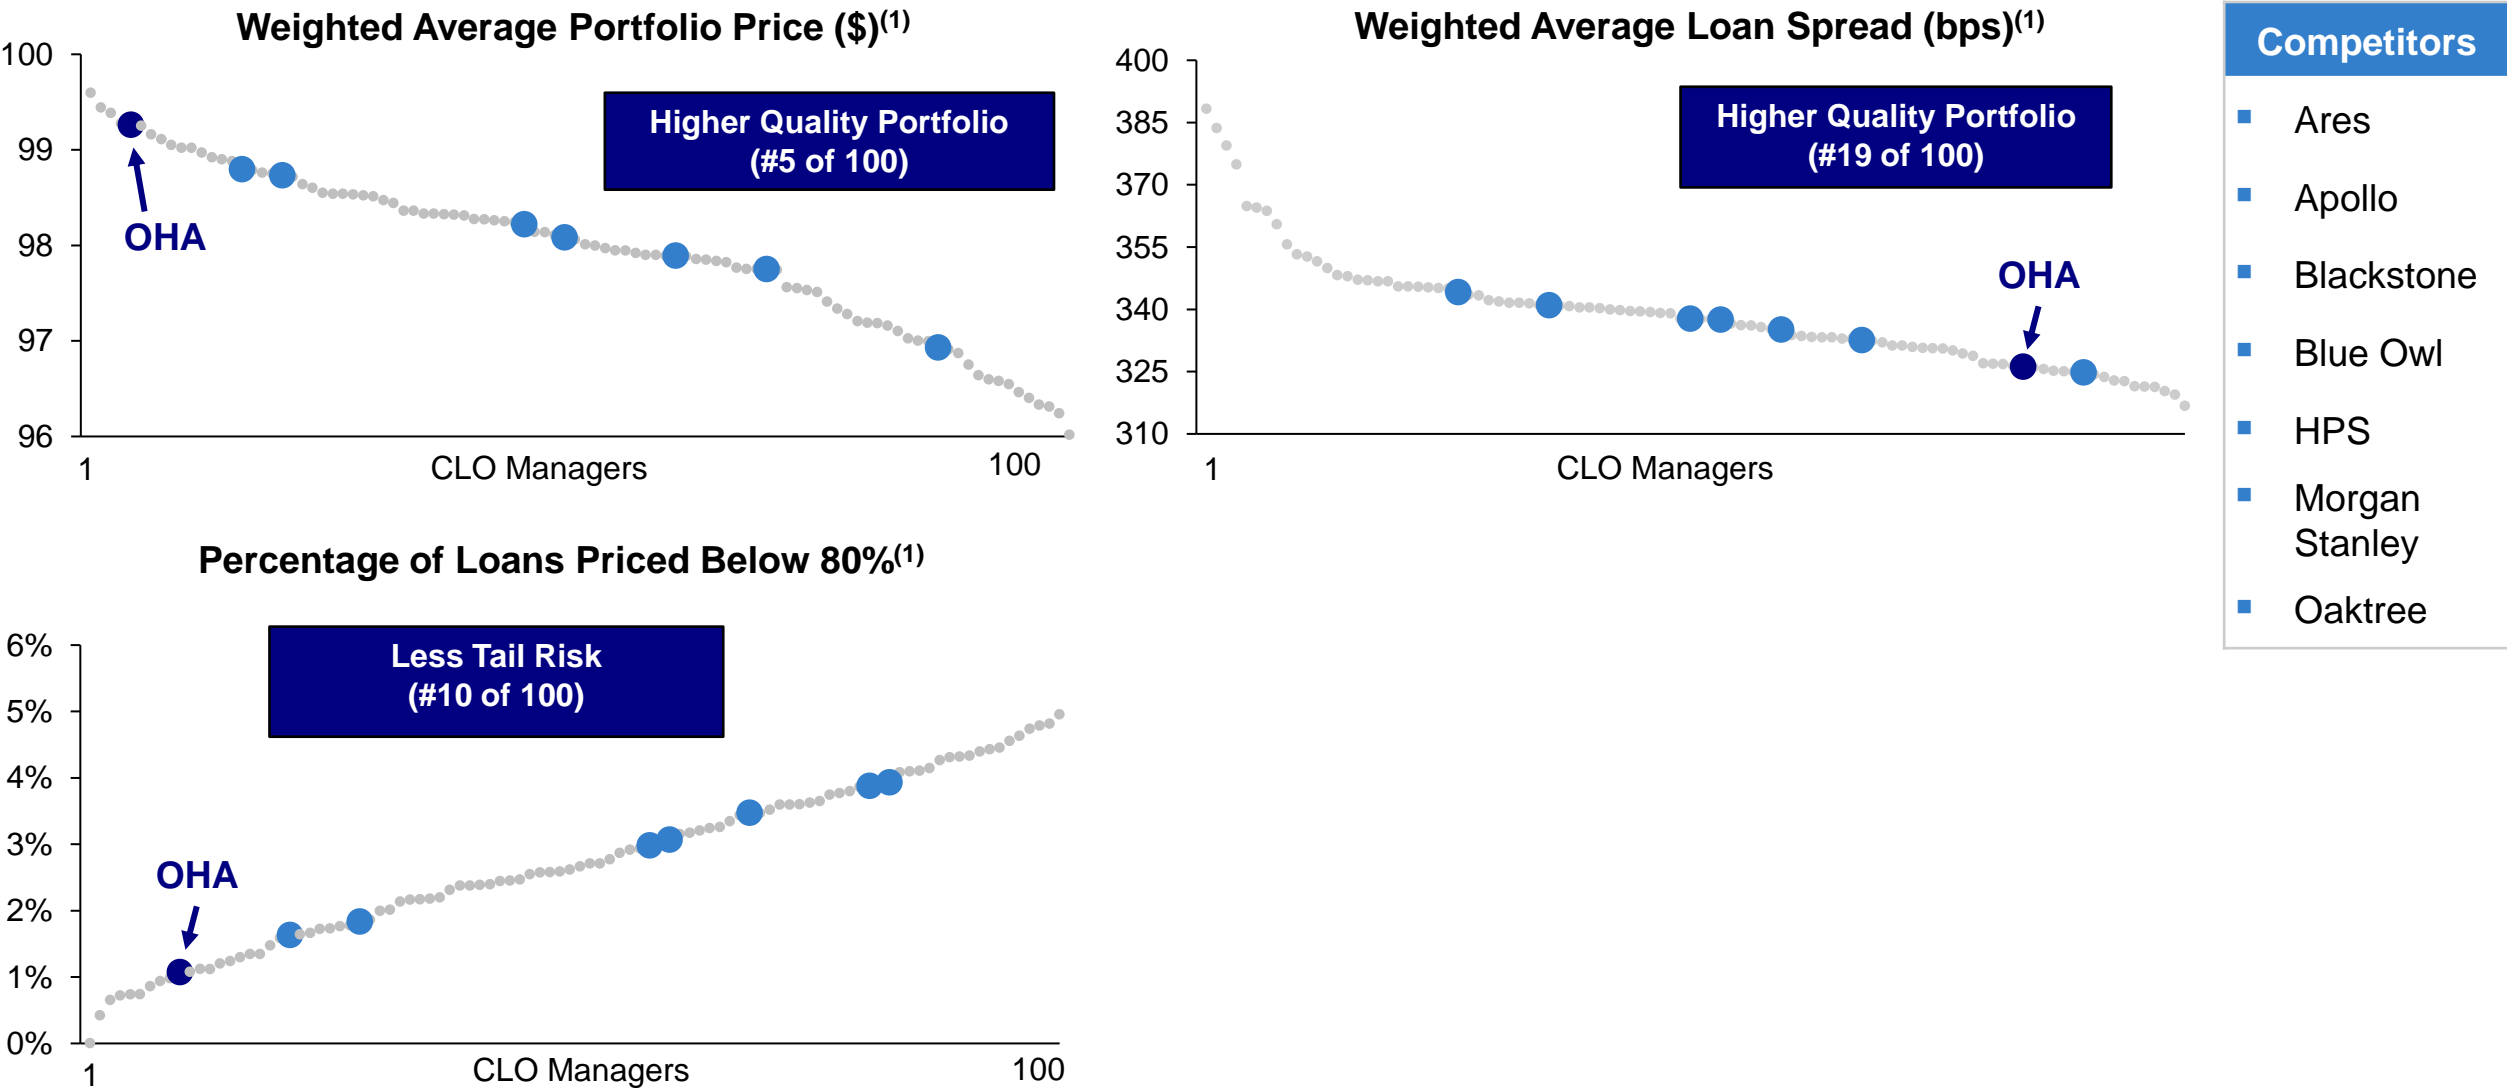 Weighted Average Portfolio Price ($)(1)
100
99
98
97
96
Higher Quality Portfolio
(#5 of 100)
OHA
1
CLO Managers
100
Weighted Average Loan Spread (bps)(1)
400
385
370
355
340
325
310
Higher Quality Portfolio
(#19 of 100)
OHA
1
CLO Managers
Competitors
Ares
Apollo
Blackstone
Blue Owl
HPS
Morgan
Stanley
Oaktree
Percentage of Loans Priced Below 80%(1)
6%
5%
4%
3%
2%
1%
0%
Less Tail Risk
(#10 of 100)
OHA
1
CLO Managers
100